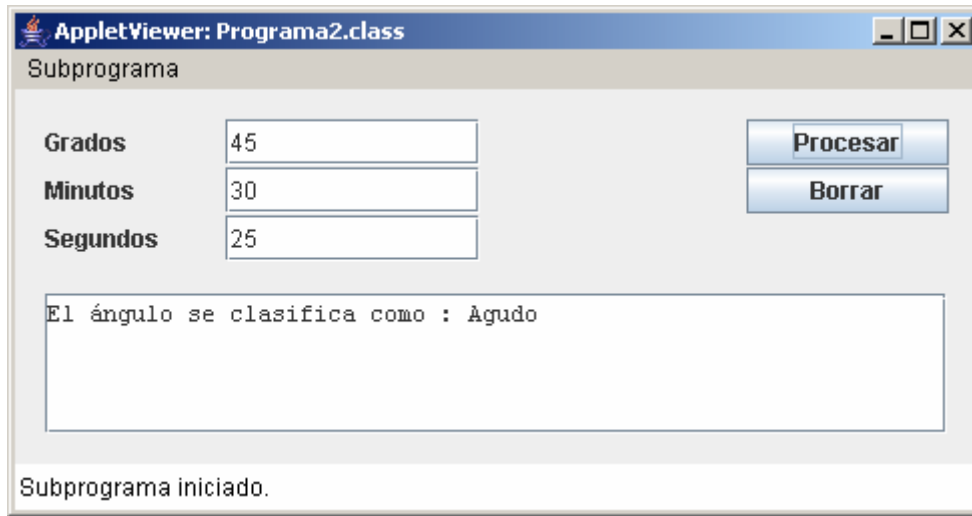 AppletViewer: Programa2.class
Subprograma
Grados 45 Procesar
Minutos 30 Borrar
Segundos 25
El ángulo se clasifica como : Agudo
Subprograma iniciado.